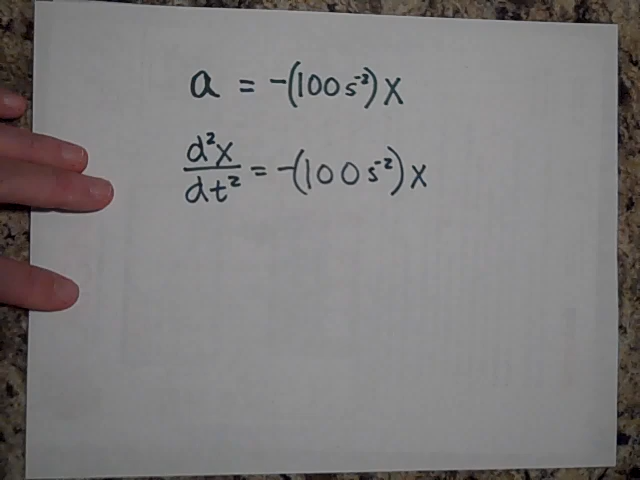 a = -(100 s⁻²) x
d²x/dt² = -(100 s⁻²) x